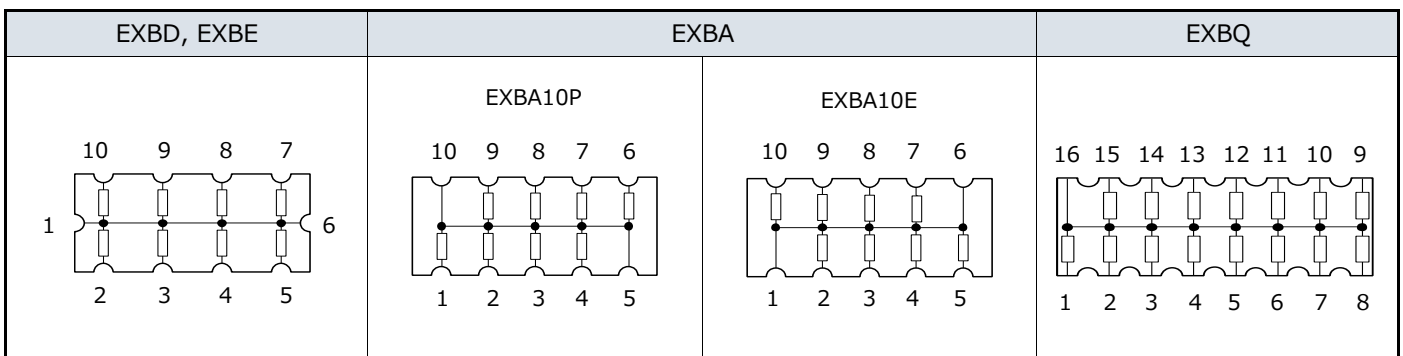 EXBD, EXBE EXBA EXBQ
EXBA10P EXBA10E
10 9 8 7
1 6
2 3 4 5
10 9 8 7 6
1 2 3 4 5
10 9 8 7 6
1 2 3 4 5
16 15 14 13 12 11 10 9
1 2 3 4 5 6 7 8